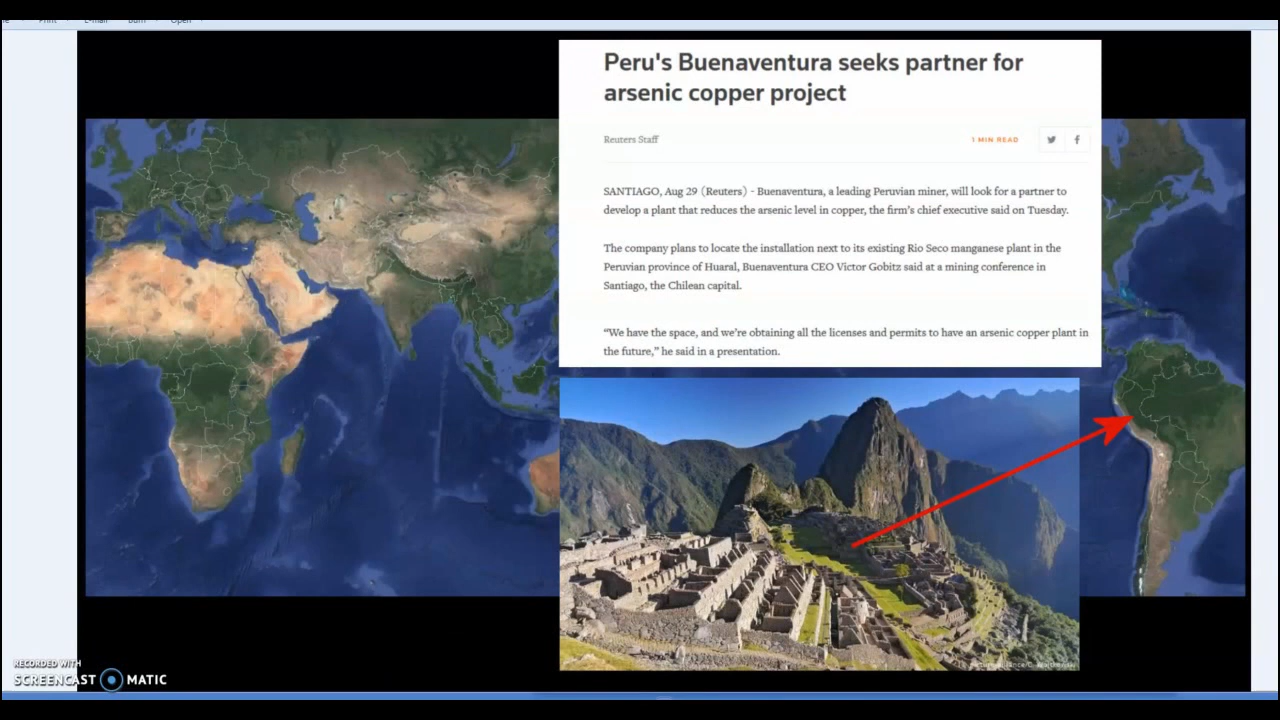 Print
E-mail
Burn
Open
Peru's Buenaventura seeks partner for
arsenic copper project
Reuters Staff
1 MIN READ
SANTIAGO, Aug 29 (Reuters) - Buenaventura, a leading Peruvian miner, will look for a partner to
develop a plant that reduces the arsenic level in copper, the firm's chief executive said on Tuesday.
The company plans to locate the installation next to its existing Rio Seco manganese plant in the
Peruvian province of Huaral, Buenaventura CEO Victor Gobitz said at a mining conference in
Santiago, the Chilean capital.
“We have the space, and we're obtaining all the licenses and permits to have an arsenic copper plant in
the future,” he said in a presentation.
RECORDED WITH
SCREENCAST MATIC